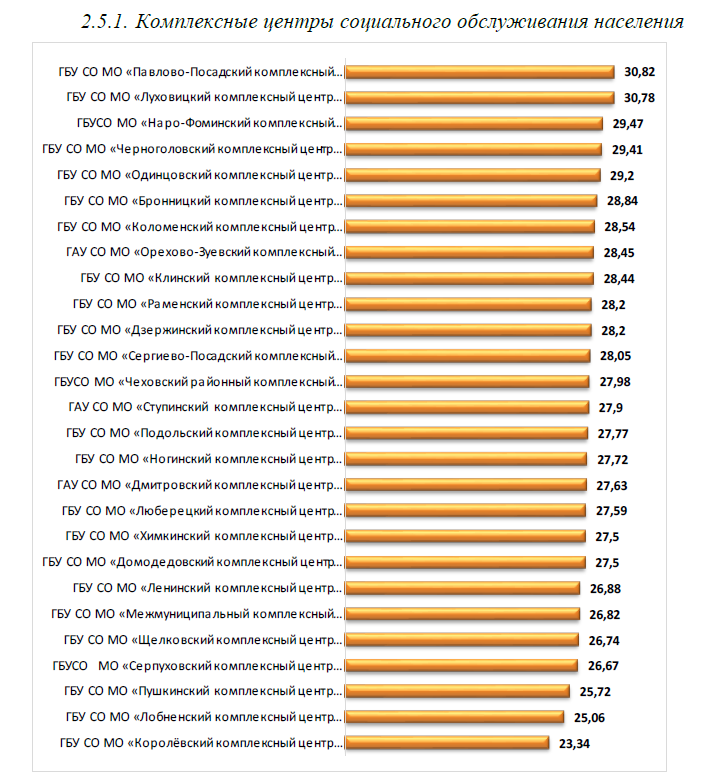 2.5.1. Комплексные центры социального обслуживания населения
ГБУ СО МО «Павлово-Посадский комплексный... 30,82
ГБУ СО МО «Луховицкий комплексный центр... 30,78
ГБУСО МО «Наро-Фоминский комплексный... 29,47
ГБУ СО МО «Черноголовский комплексный центр... 29,41
ГБУ СО МО «Одинцовский комплексный центр... 29,2
ГБУ СО МО «Бронницкий комплексный центр... 28,84
ГБУ СО МО «Коломенский комплексный центр... 28,54
ГАУ СО МО «Орехово-Зуевский комплексный... 28,45
ГБУ СО МО «Клинский комплексный центр... 28,44
ГБУ СО МО «Раменский комплексный центр... 28,2
ГБУ СО МО «Дзержинский комплексный центр... 28,2
ГБУ СО МО «Сергиево-Посадский комплексный... 28,05
ГБУСО МО «Чеховский районный комплексный... 27,98
ГАУ СО МО «Ступинский комплексный центр... 27,9
ГБУ СО МО «Подольский комплексный центр... 27,77
ГБУ СО МО «Ногинский комплексный центр... 27,72
ГАУ СО МО «Дмитровский комплексный центр... 27,63
ГБУ СО МО «Люберецкий комплексный центр... 27,59
ГБУ СО МО «Химкинский комплексный центр... 27,5
ГБУ СО МО «Домодедовский комплексный центр... 27,5
ГБУ СО МО «Ленинский комплексный центр... 26,88
ГБУ СО МО «Межмуниципальный комплексный... 26,82
ГБУ СО МО «Щелковский комплексный центр... 26,74
ГБУСО МО «Серпуховский комплексный центр... 26,67
ГБУ СО МО «Пушкинский комплексный центр... 25,72
ГБУ СО МО «Лобненский комплексный центр... 25,06
ГБУ СО МО «Королёвский комплексный центр... 23,34